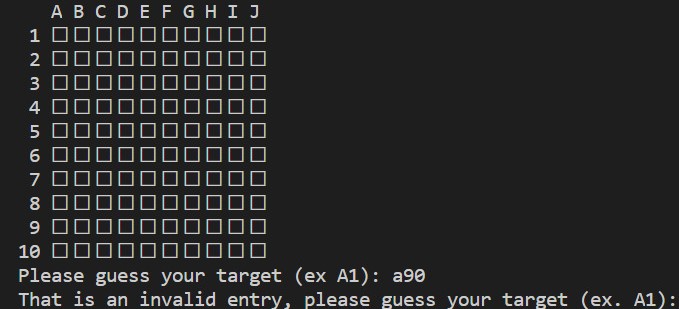 A B C D E F G H I J
1 □ □ □ □ □ □ □ □ □ □
2 □ □ □ □ □ □ □ □ □ □
3 □ □ □ □ □ □ □ □ □ □
4 □ □ □ □ □ □ □ □ □ □
5 □ □ □ □ □ □ □ □ □ □
6 □ □ □ □ □ □ □ □ □ □
7 □ □ □ □ □ □ □ □ □ □
8 □ □ □ □ □ □ □ □ □ □
9 □ □ □ □ □ □ □ □ □ □
10 □ □ □ □ □ □ □ □ □ □
Please guess your target (ex A1): a90
That is an invalid entry, please guess your target (ex. A1):